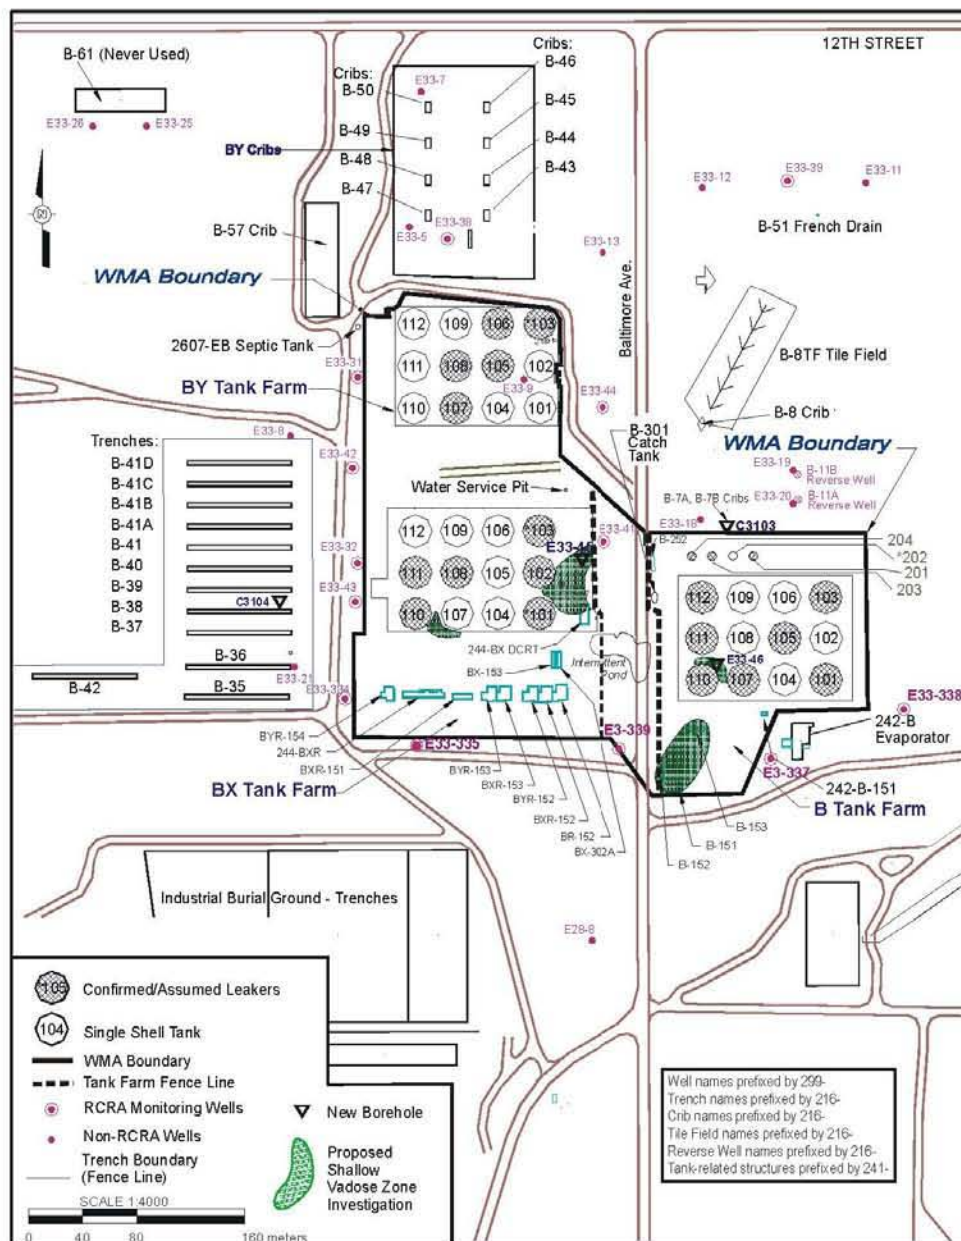 12TH STREET
B-61 (Never Used)
E33-26
E33-25
Cribs:
B-46
Cribs:
B-50
E33-7
B-45
B-49
BY Cribs
B-44
B-48
B-43
B-47
E33-5
E33-38
N
B-57 Crib
WMA Boundary
2607-EB Septic Tank
E33-31
BY Tank Farm
E33-12
E33-39
E33-11
B-51 French Drain
E33-13
Baltimore Ave.
B-8TF Tile Field
B-8 Crib
WMA Boundary
112
109
106
*103
111
108
105
102
E33-9
110
107
104
101
E33-44
B-301
Catch
Tank
E33-8
E33-42
Trenches:
B-41D
B-41C
B-41B
B-41A
B-41
B-40
B-39
B-38
B-37
C3104
B-36
E33-21
B-42
B-35
E33-32
E33-43
E33-334
Water Service Pit
112
109
106
*103
111
108
105
102
110
107
104
*101
E33-45
E33-41
E33-19
B-11B
Reverse Well
E33-20
B-11A
Reverse Well
B-7A, B-7B Cribs
E33-18
C3103
B-252
204
*202
201
203
112
109
106
103
111
108
105
102
110
107
104
101
E33-46
244-BX DCRT
BX-153
Intermittent
Pond
BYR-154
244-BXR
BXR-151
E33-335
BYR-153
BXR-153
BYR-152
BXR-152
BR-152
BX-302A
BX Tank Farm
E3-339
E33-338
242-B
Evaporator
E3-337
242-B-151
B Tank Farm
B-153
B-151
B-152
Industrial Burial Ground - Trenches
E28-8
*105
Confirmed/Assumed Leakers
104
Single Shell Tank
WMA Boundary
Tank Farm Fence Line
RCRA Monitoring Wells
Non-RCRA Wells
Trench Boundary
(Fence Line)
New Borehole
Proposed
Shallow
Vadose Zone
Investigation
SCALE 1:4000
0
40
80
160 meters
Well names prefixed by 299-
Trench names prefixed by 216-
Crib names prefixed by 216-
Tile Field names prefixed by 216-
Reverse Well names prefixed by 216-
Tank-related structures prefixed by 241-